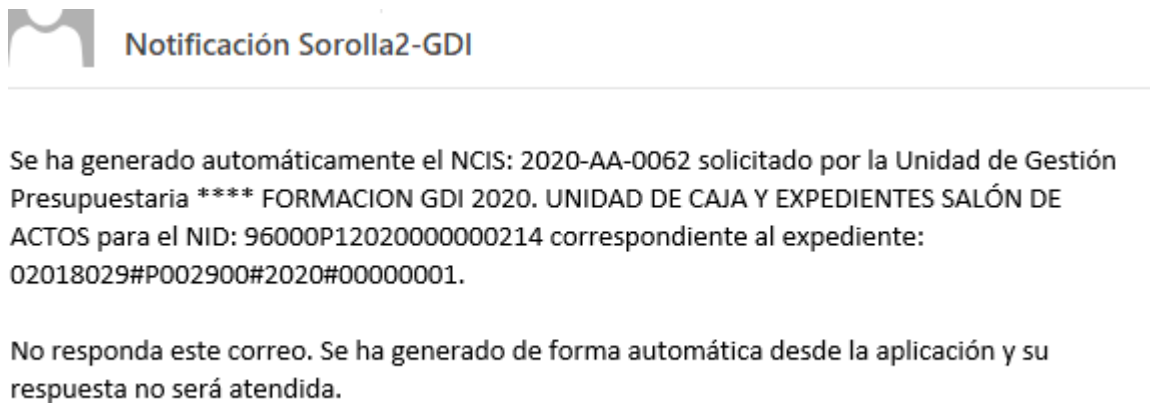 Notificación Sorolla2-GDI
Se ha generado automáticamente el NCIS: 2020-AA-0062 solicitado por la Unidad de Gestión
Presupuestaria **** FORMACION GDI 2020. UNIDAD DE CAJA Y EXPEDIENTES SALÓN DE
ACTOS para el NID: 96000P12020000000214 correspondiente al expediente:
02018029#P002900#2020#00000001.
No responda este correo. Se ha generado de forma automática desde la aplicación y su
respuesta no será atendida.